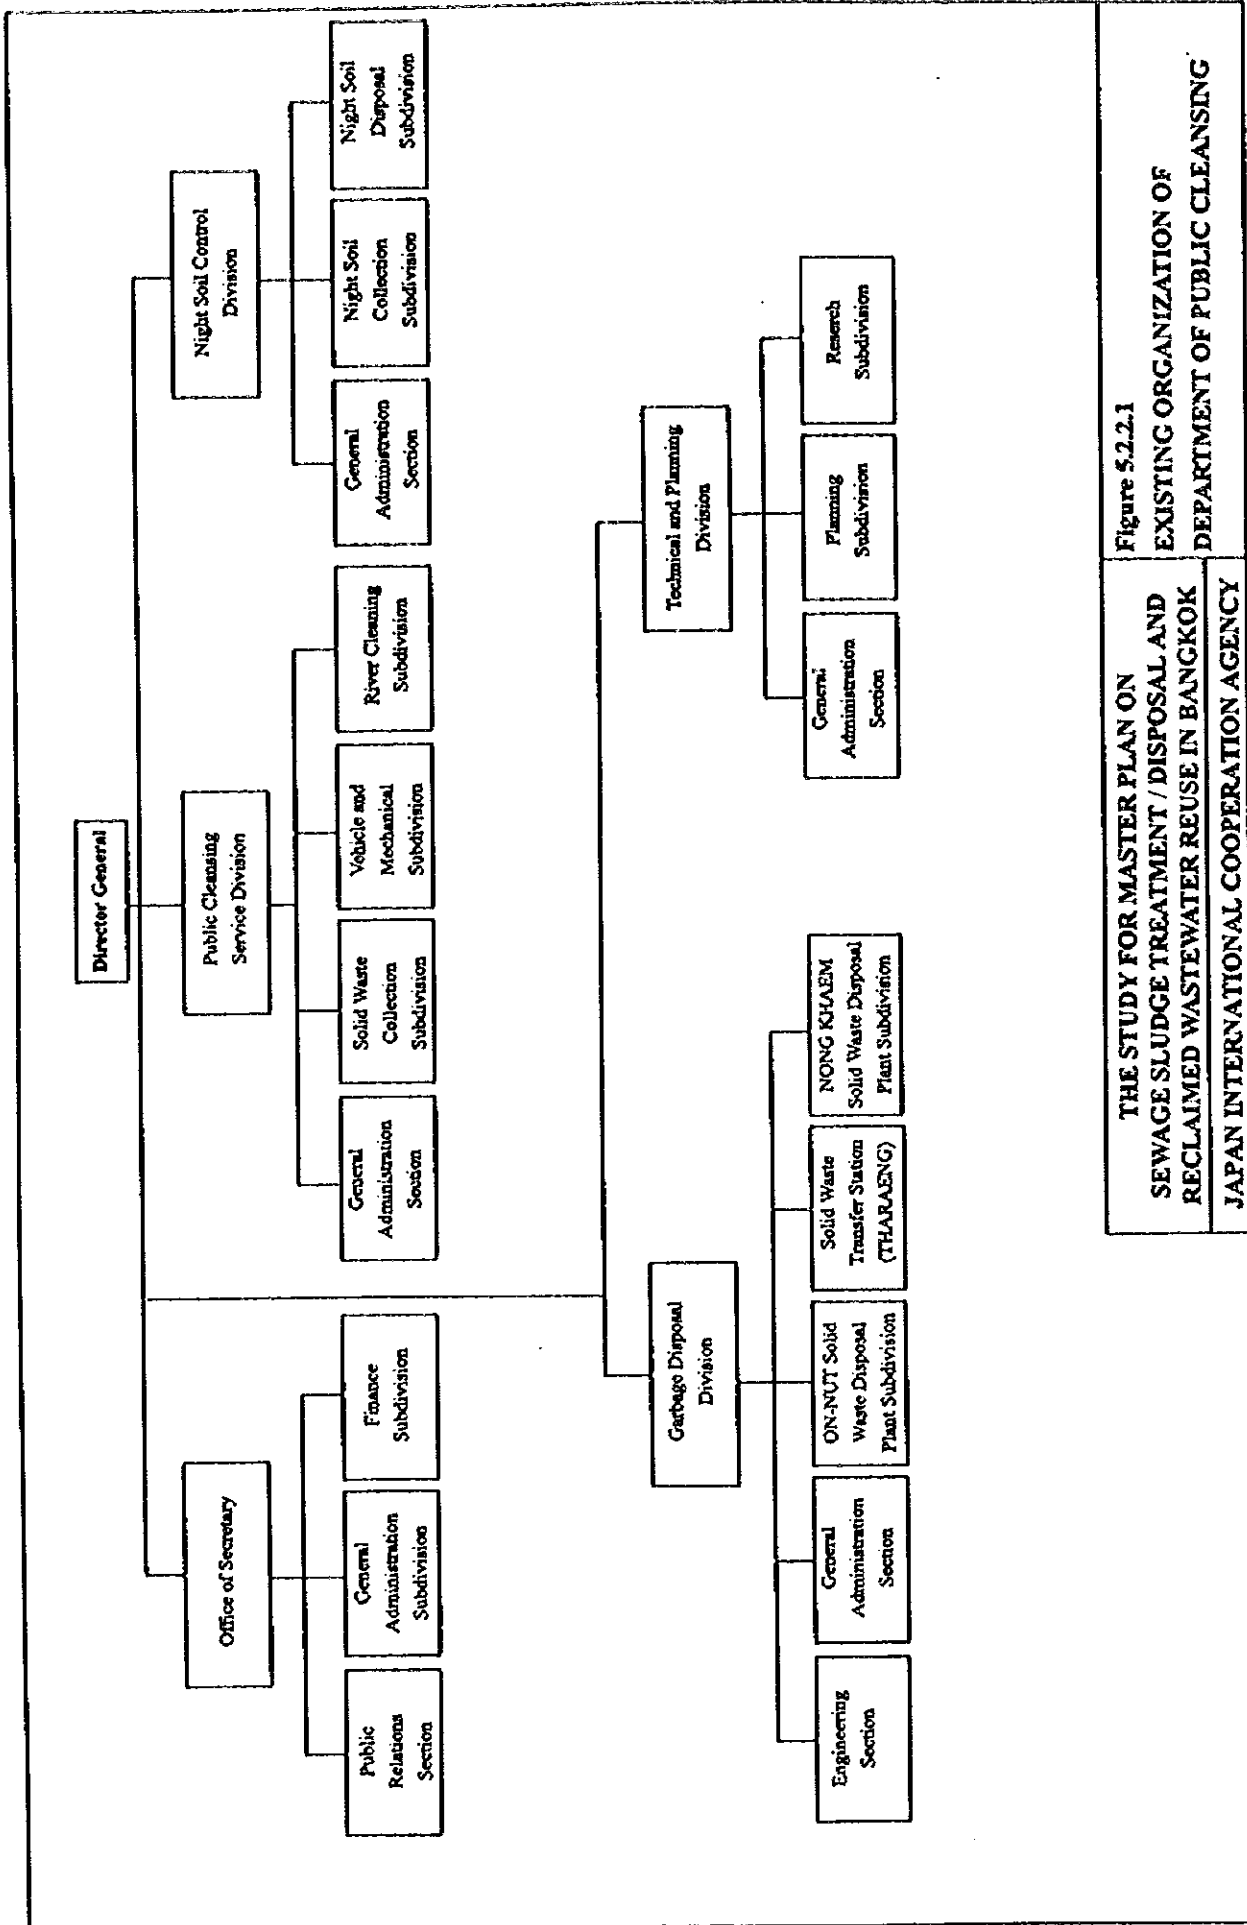 Director General
Office of Secretary
Public Cleansing
Service Division
Night Soil Control
Division
Public
Relations
Section
General
Administration
Subdivision
Finance
Subdivision
General
Administration
Section
Solid Waste
Collection
Subdivision
Vehicle and
Mechanical
Subdivision
River Cleaning
Subdivision
General
Administration
Section
Night Soil
Collection
Subdivision
Night Soil
Disposal
Subdivision
Garbage Disposal
Division
Technical and Planning
Division
Engineering
Section
General
Administration
Section
ON-NUT Solid
Waste Disposal
Plant Subdivision
Solid Waste
Transfer Station
(THARAENG)
NONG KHAEM
Solid Waste Disposal
Plant Subdivision
General
Administration
Section
Planning
Subdivision
Reserch
Subdivision
THE STUDY FOR MASTER PLAN ON
SEWAGE SLUDGE TREATMENT / DISPOSAL AND
RECLAIMED WASTEWATER REUSE IN BANGKOK
JAPAN INTERNATIONAL COOPERATION AGENCY
Figure 5.2.2.1
EXISTING ORGANIZATION OF
DEPARTMENT OF PUBLIC CLEANSING